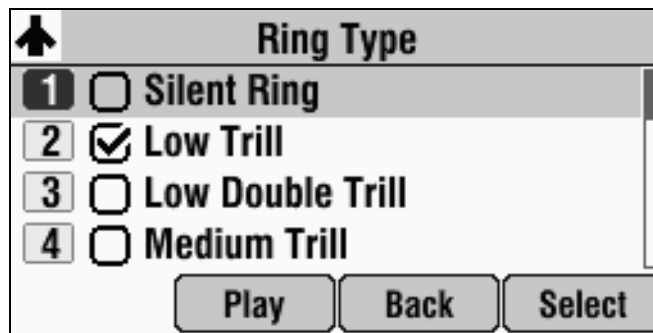 Ring Type
1 Silent Ring
2 Low Trill
3 Low Double Trill
4 Medium Trill
Play Back Select